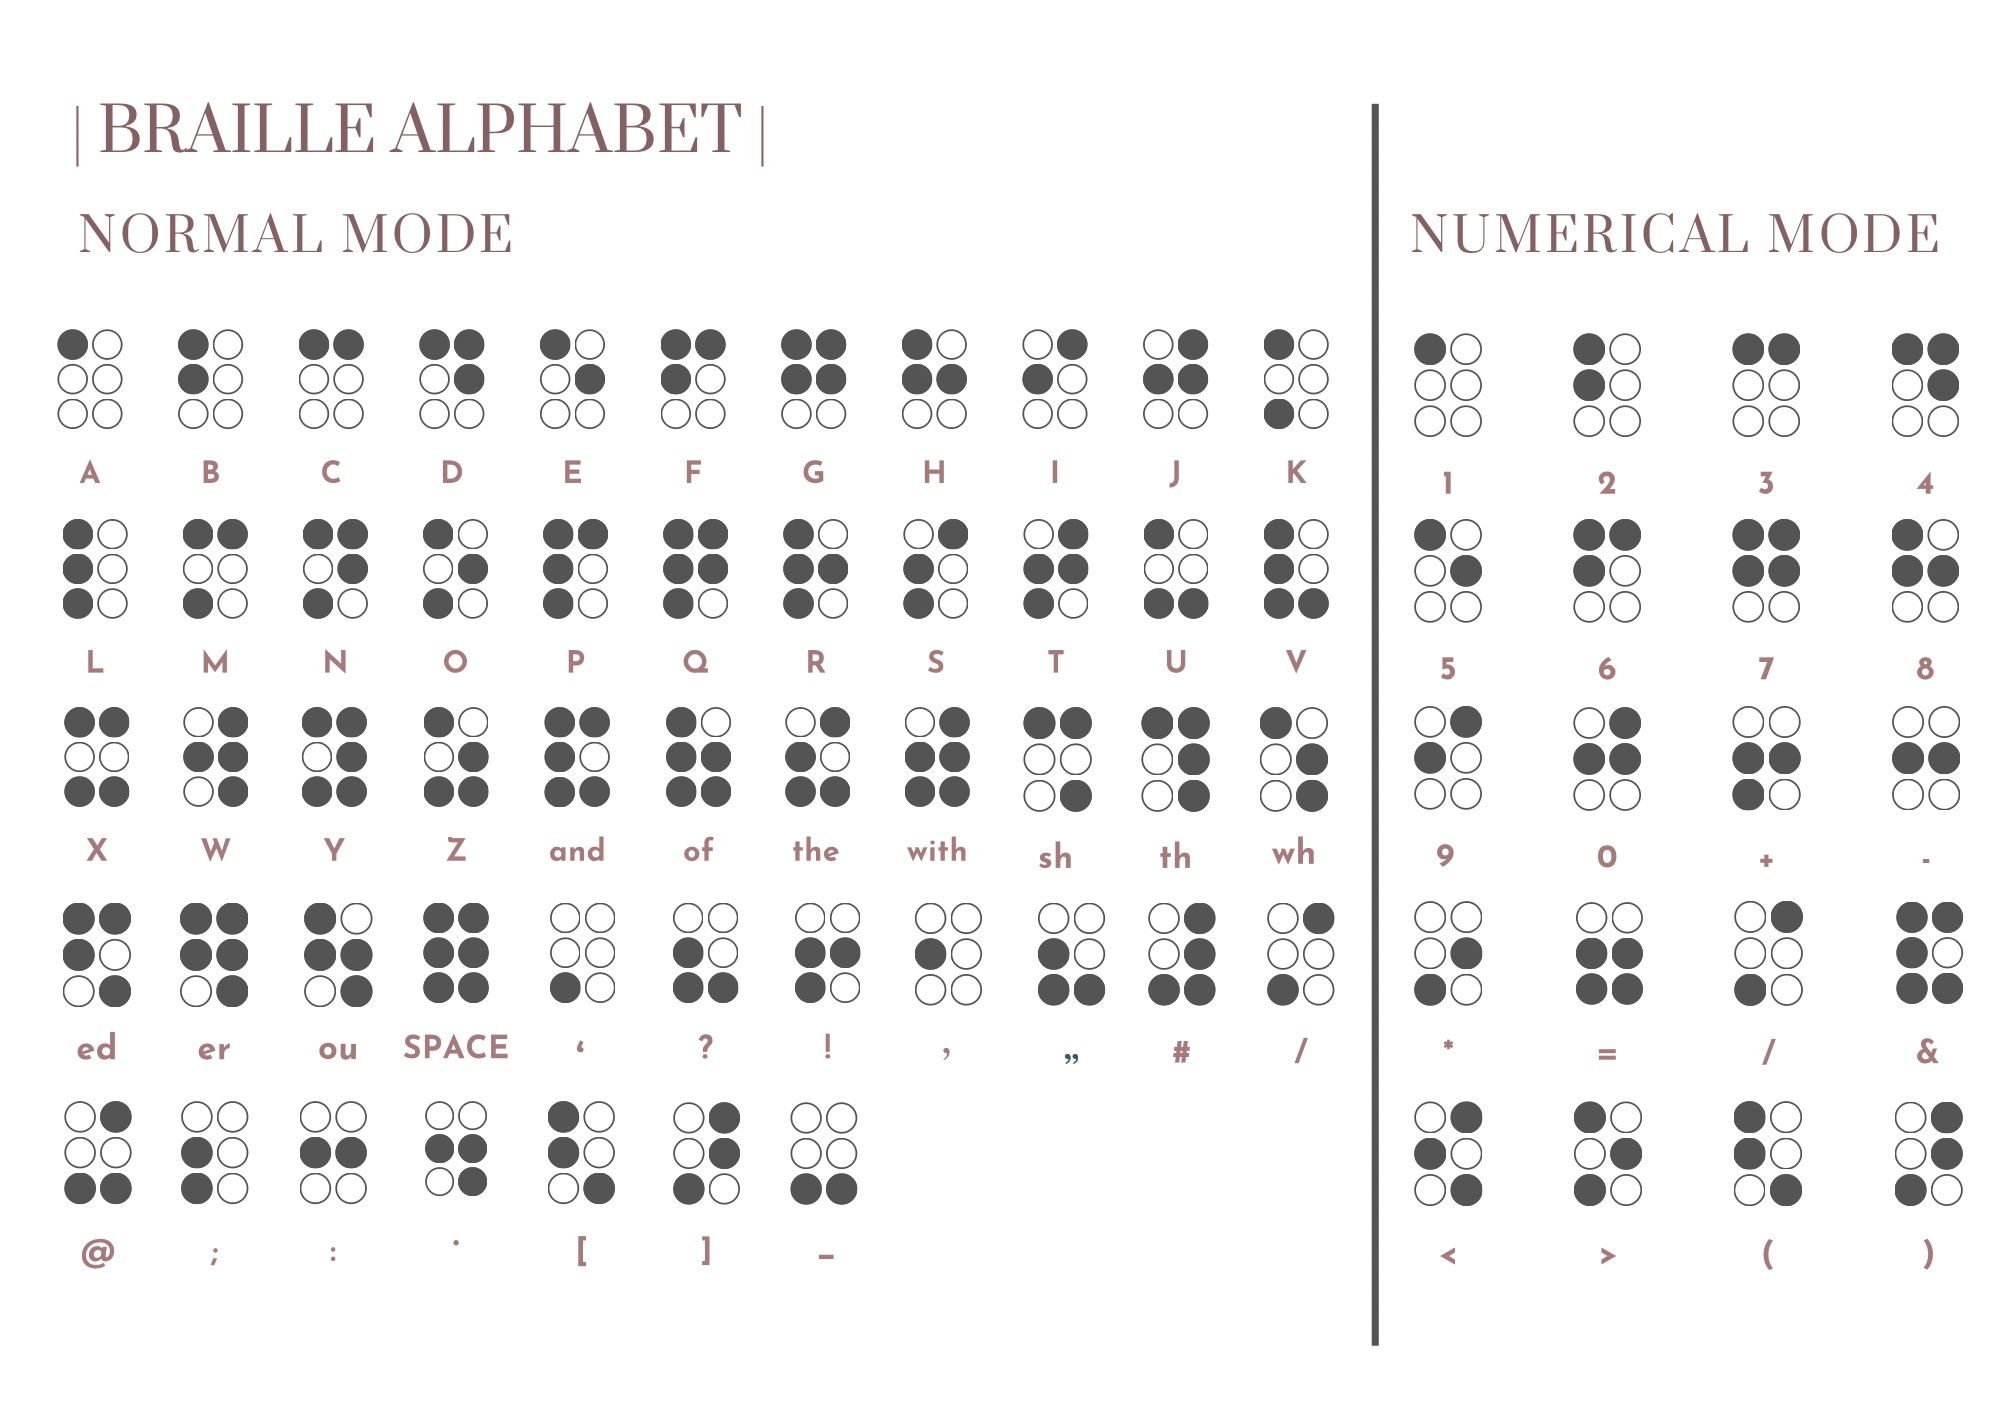 | BRAILLE ALPHABET |
NORMAL MODE
A B C D E F G H I J K
L M N O P Q R S T U V
X W Y Z and of the with sh th wh
ed er ou SPACE ‘ ? ! , „ # /
@ ; : . [ ] –
NUMERICAL MODE
1 2 3 4
5 6 7 8
9 0 + -
* = / &
< > ( )